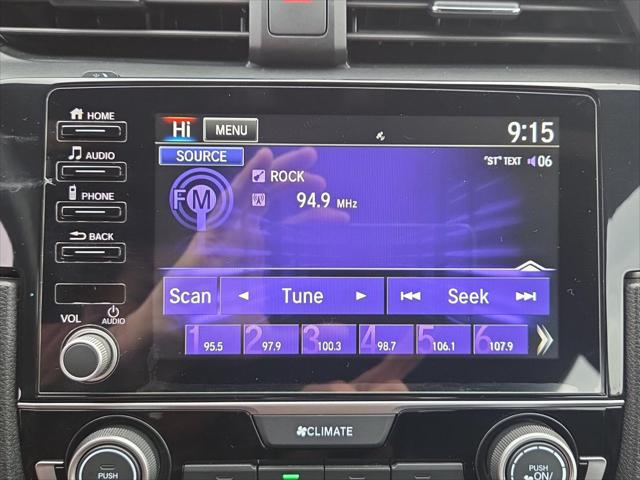 HOME
Hi MENU 9:15
AUDIO
SOURCE "ST" TEXT 06
FM ROCK
94.9 MHz
PHONE
BACK
Scan Tune Seek
VOL AUDIO
1 95.5 2 97.9 3 100.3 4 98.7 5 106.1 6 107.9
CLIMATE
PUSH
PUSH
ON/